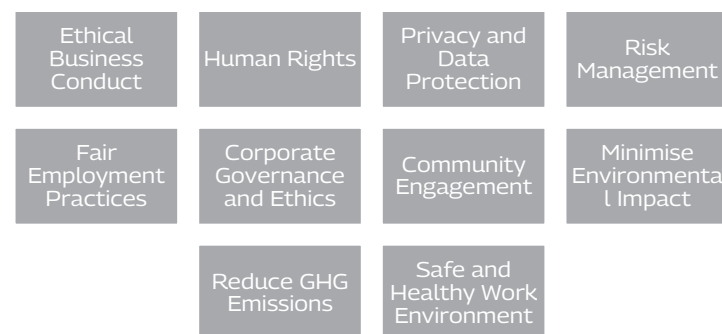 Ethical
Business
Conduct
Human Rights
Privacy and
Data
Protection
Risk
Management
Fair
Employment
Practices
Corporate
Governance
and Ethics
Community
Engagement
Minimise
Environmenta
l Impact
Reduce GHG
Emissions
Safe and
Healthy Work
Environment